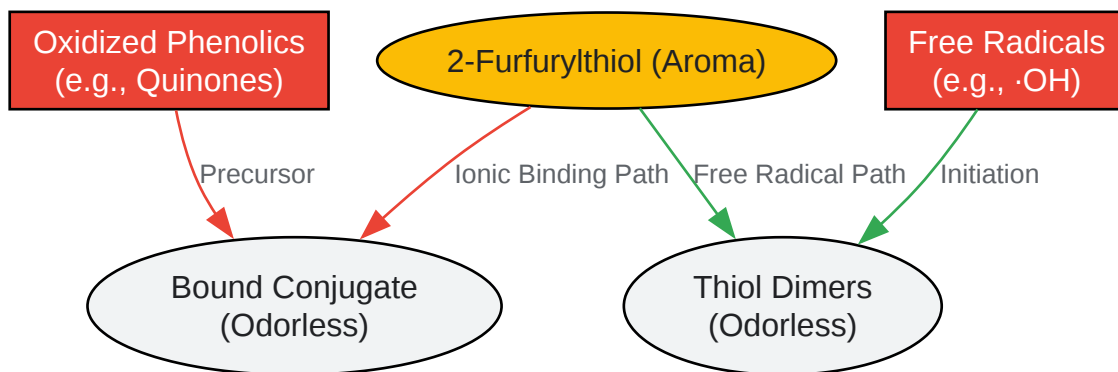 Oxidized Phenolics
(e.g., Quinones)
2-Furfurylthiol (Aroma)
Free Radicals
(e.g., ·OH)
Precursor
Ionic Binding Path
Free Radical Path
Initiation
Bound Conjugate
(Odorless)
Thiol Dimers
(Odorless)